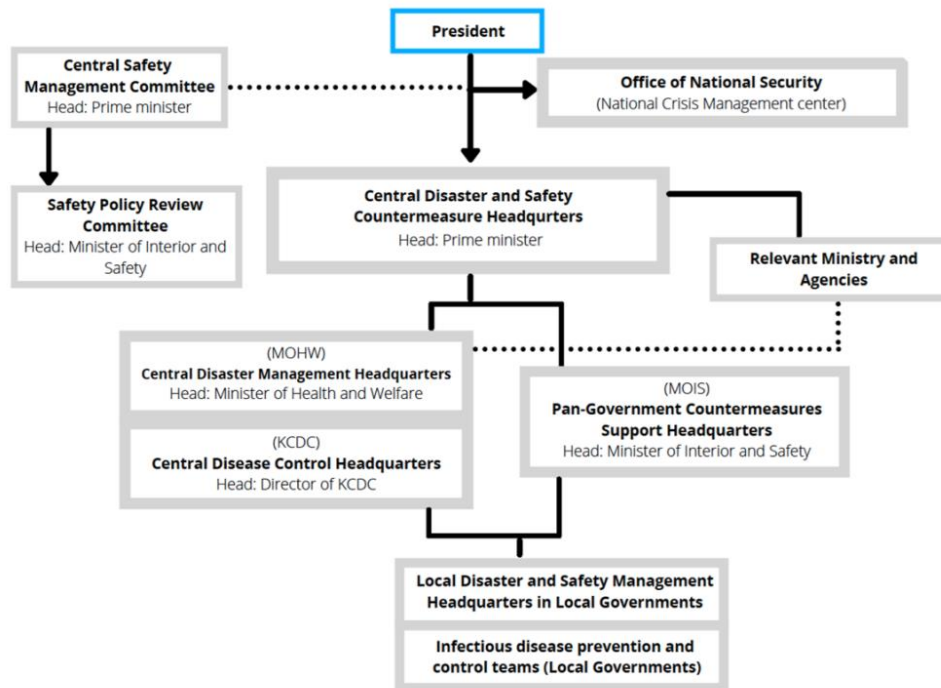 President
Central Safety
Management Committee
Head: Prime minister
Office of National Security
(National Crisis Management center)
Safety Policy Review
Committee
Head: Minister of Interior and
Safety
Central Disaster and Safety
Countermeasure Headqurters
Head: Prime minister
Relevant Ministry and
Agencies
(MOHW)
Central Disaster Management Headquarters
Head: Minister of Health and Welfare
(KCDC)
Central Disease Control Headquarters
Head: Director of KCDC
(MOIS)
Pan-Government Countermeasures
Support Headquarters
Head: Minister of Interior and Safety
Local Disaster and Safety Management
Headquarters in Local Governments
Infectious disease prevention and
control teams (Local Governments)